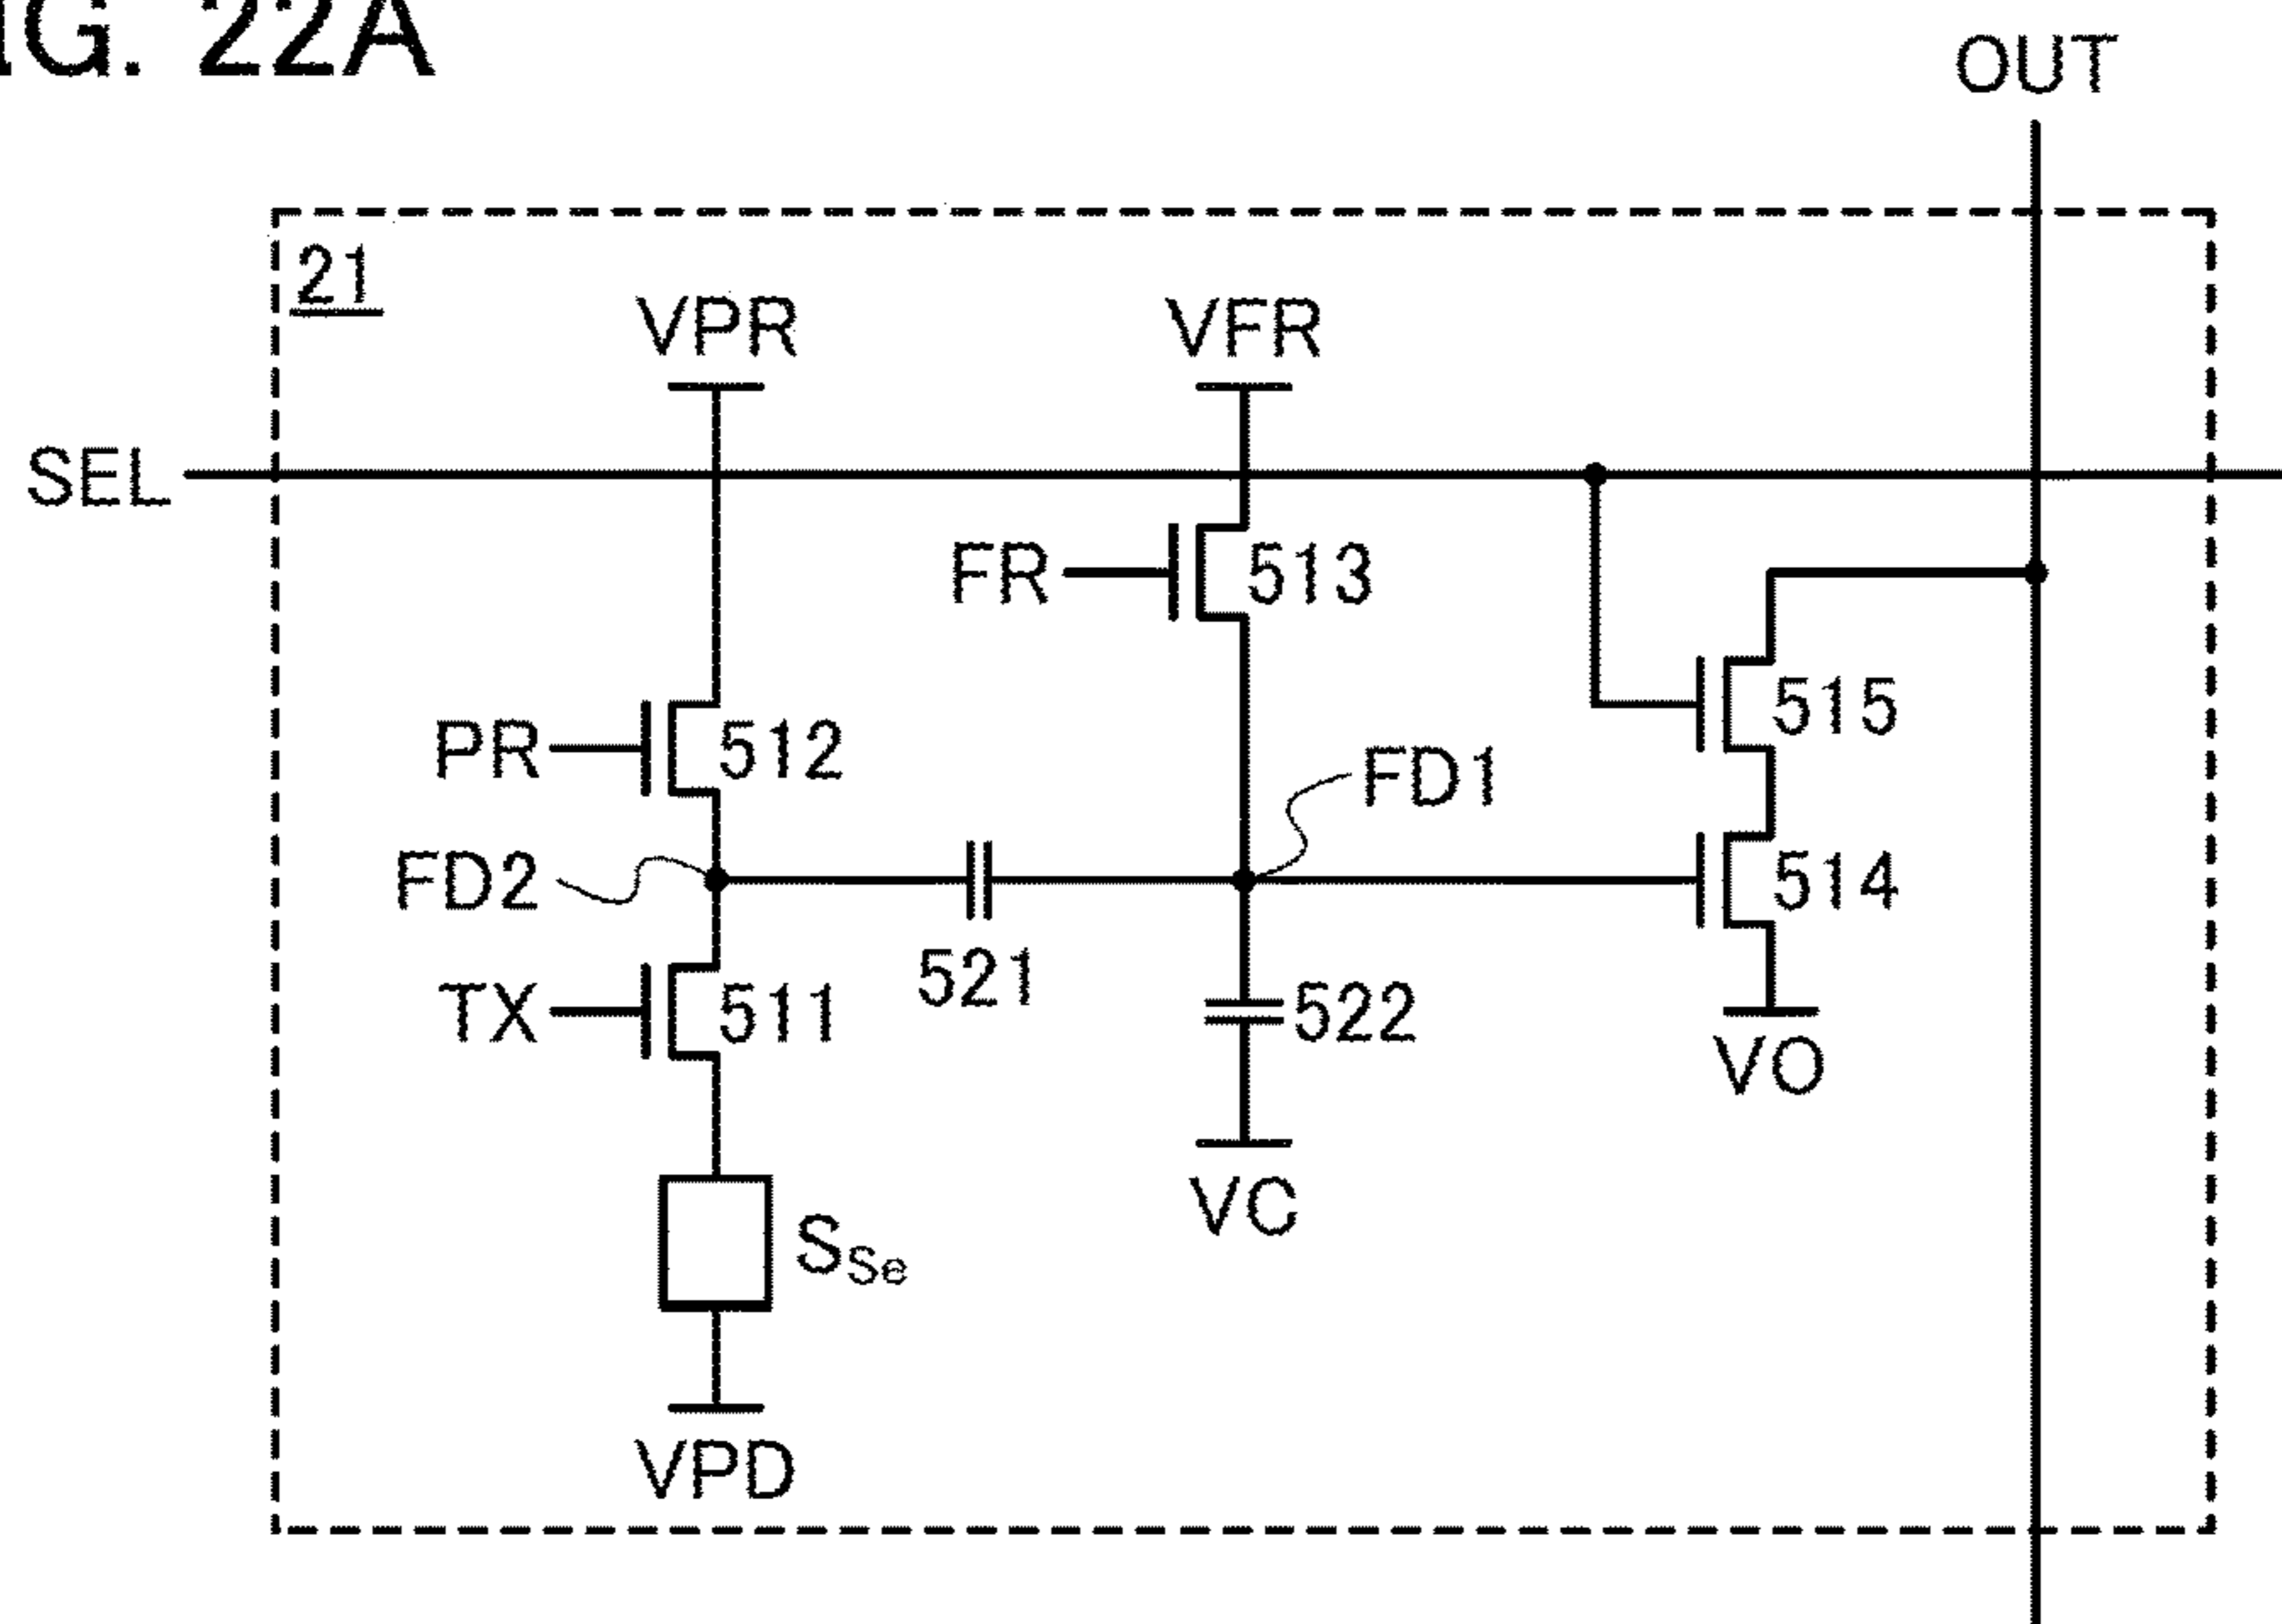 IG. 22A
OUT
21
VPR
VFR
SEL
FR
513
515
PR
512
FD1
FD2
514
521
TX
511
522
VO
VC
SSe
VPD